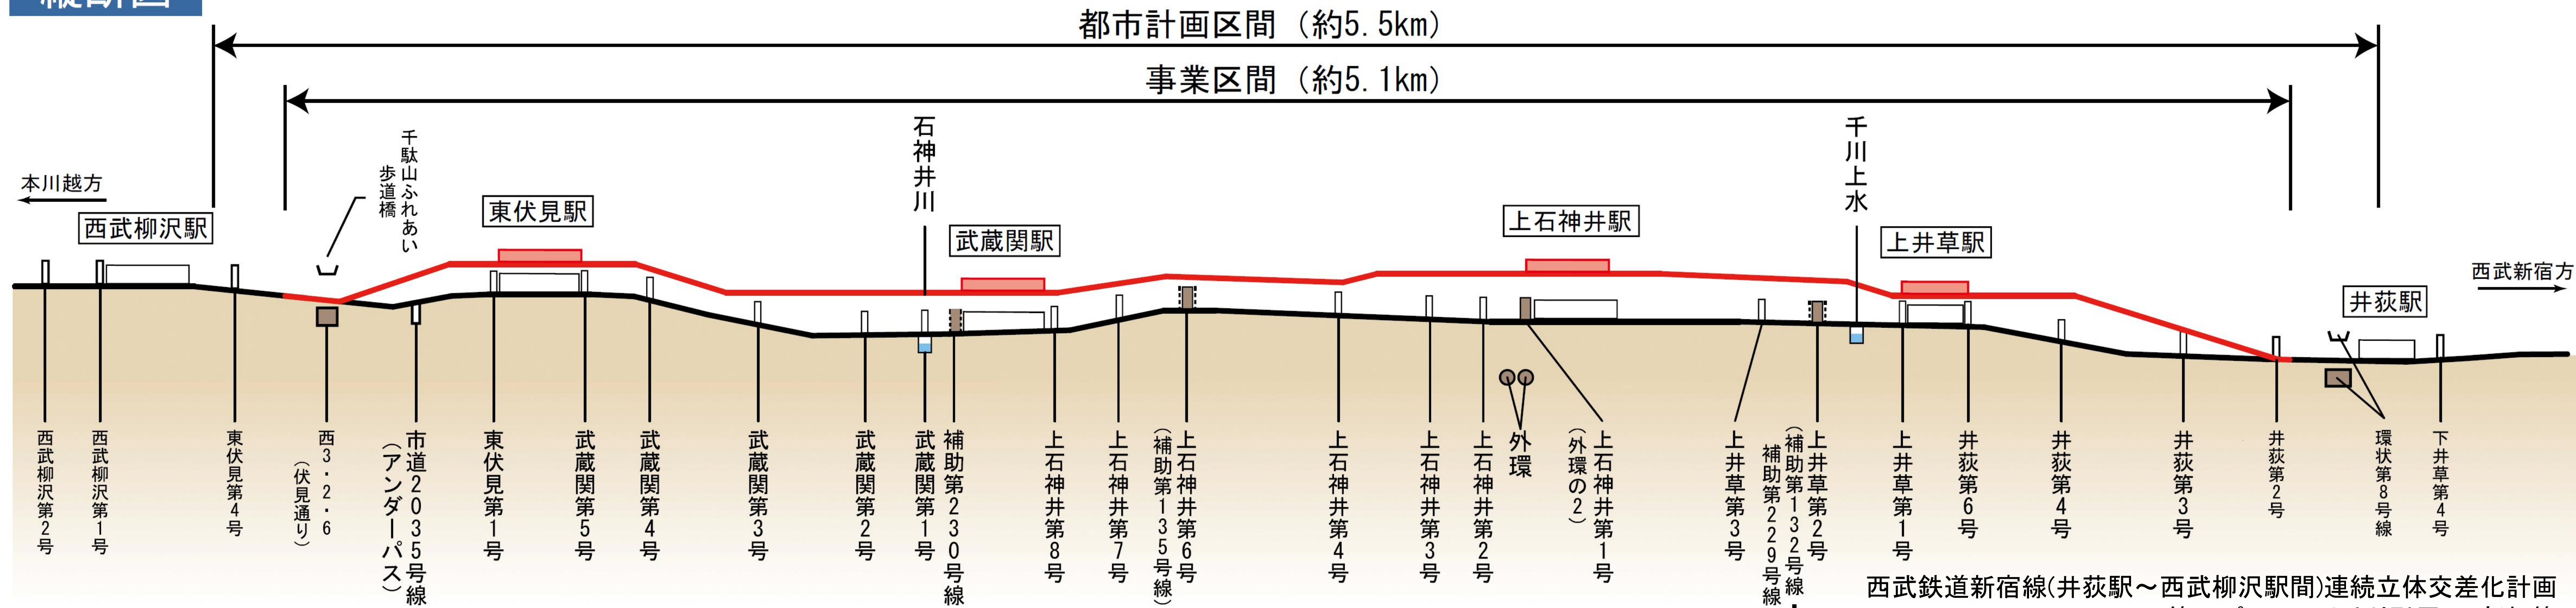 縦断図
都市計画区間（約5.5km）
事業区間（約5.1km）
本川越方
西武柳沢駅
千駄山ふれあい
歩道橋
東伏見駅
石神井川
武蔵関駅
上石神井駅
千川上水
上井草駅
井荻駅
西武新宿方
西武柳沢第2号
西武柳沢第1号
東伏見第4号
西3・2・6
（伏見通り）
市道2035号線
（アンダーパス）
東伏見第1号
武蔵関第5号
武蔵関第4号
武蔵関第3号
武蔵関第2号
武蔵関第1号
補助第230号線
上石神井第8号
上石神井第7号
上石神井第6号
（補助第135号線）
上石神井第4号
上石神井第3号
上石神井第2号
外環
上石神井第1号
（外環の2）
上井草第3号
補助第229号線
（補助第132号線
上井草第2号
上井草第1号
井荻第6号
井荻第4号
井荻第3号
井荻第2号
環状第8号線
下井草第4号
西武鉄道新宿線(井荻駅～西武柳沢駅間)連続立体交差化計画